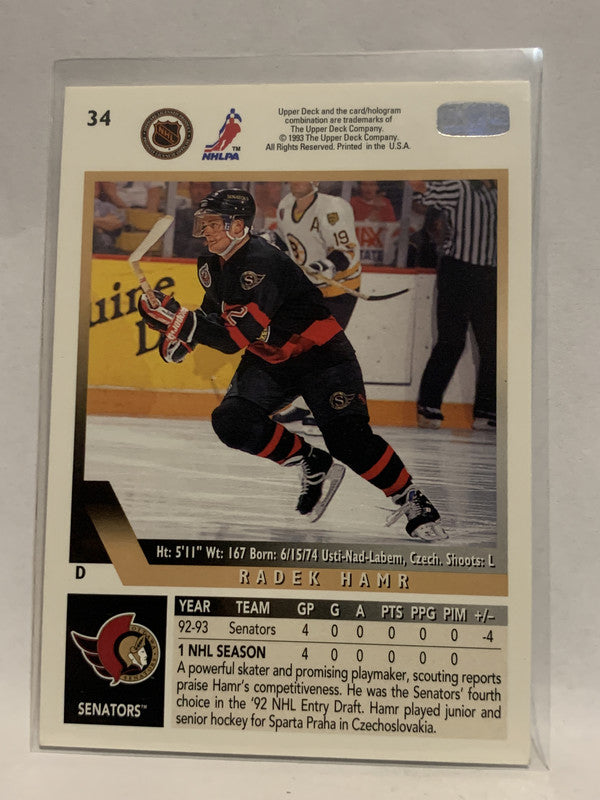 34
NHL
NHLPA
TM
Upper Deck and the card/hologram
combination are trademarks of
The Upper Deck Company.
© 1993 The Upper Deck Company.
All Rights Reserved. Printed in the U.S.A.
SENATORS
A
19
uine
D
S
S
Ht: 5'11" Wt: 167 Born: 6/15/74 Usti-Nad-Labem, Czech. Shoots: L
D
RADEK HAMR
YEAR TEAM GP G A PTS PPG PIM +/–
92-93 Senators 4 0 0 0 0 0 -4
1 NHL SEASON 4 0 0 0 0 0
A powerful skater and promising playmaker, scouting reports
praise Hamr's competitiveness. He was the Senators' fourth
choice in the '92 NHL Entry Draft. Hamr played junior and
senior hockey for Sparta Praha in Czechoslovakia.
SENATORS™